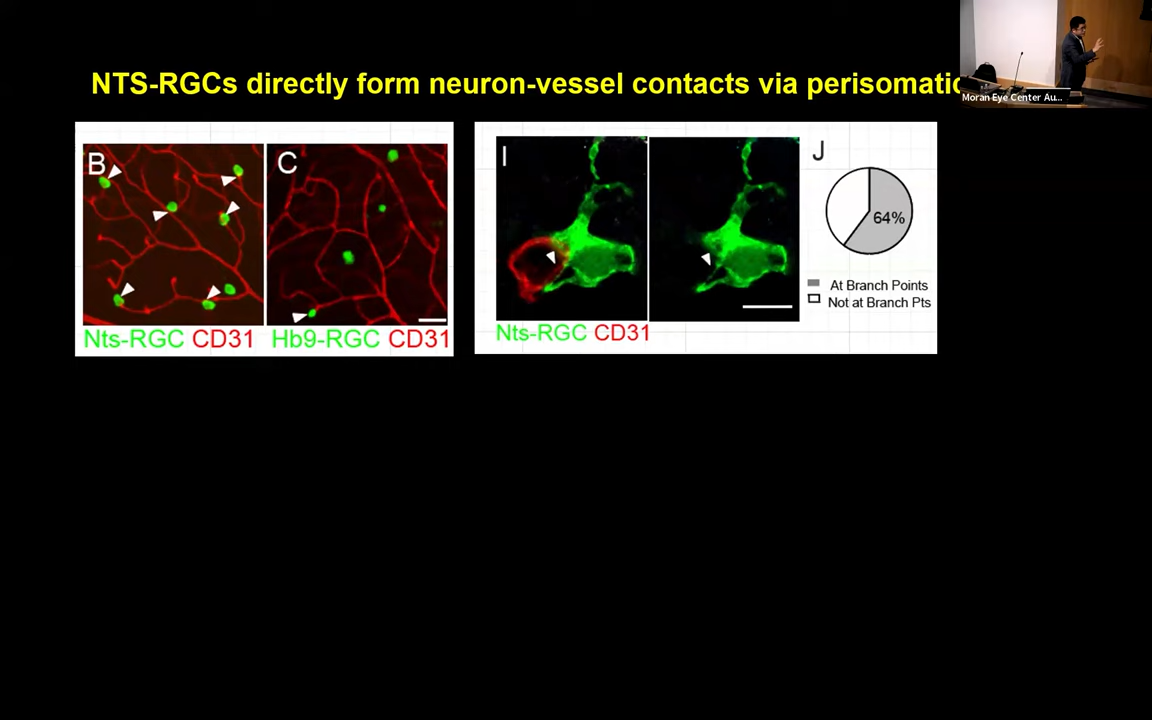 NTS-RGCs directly form neuron-vessel contacts via perisomatic
Moran Eye Center Au...
B
C
Nts-RGC CD31
Hb9-RGC CD31
I
Nts-RGC CD31
J
64%
At Branch Points
Not at Branch Pts